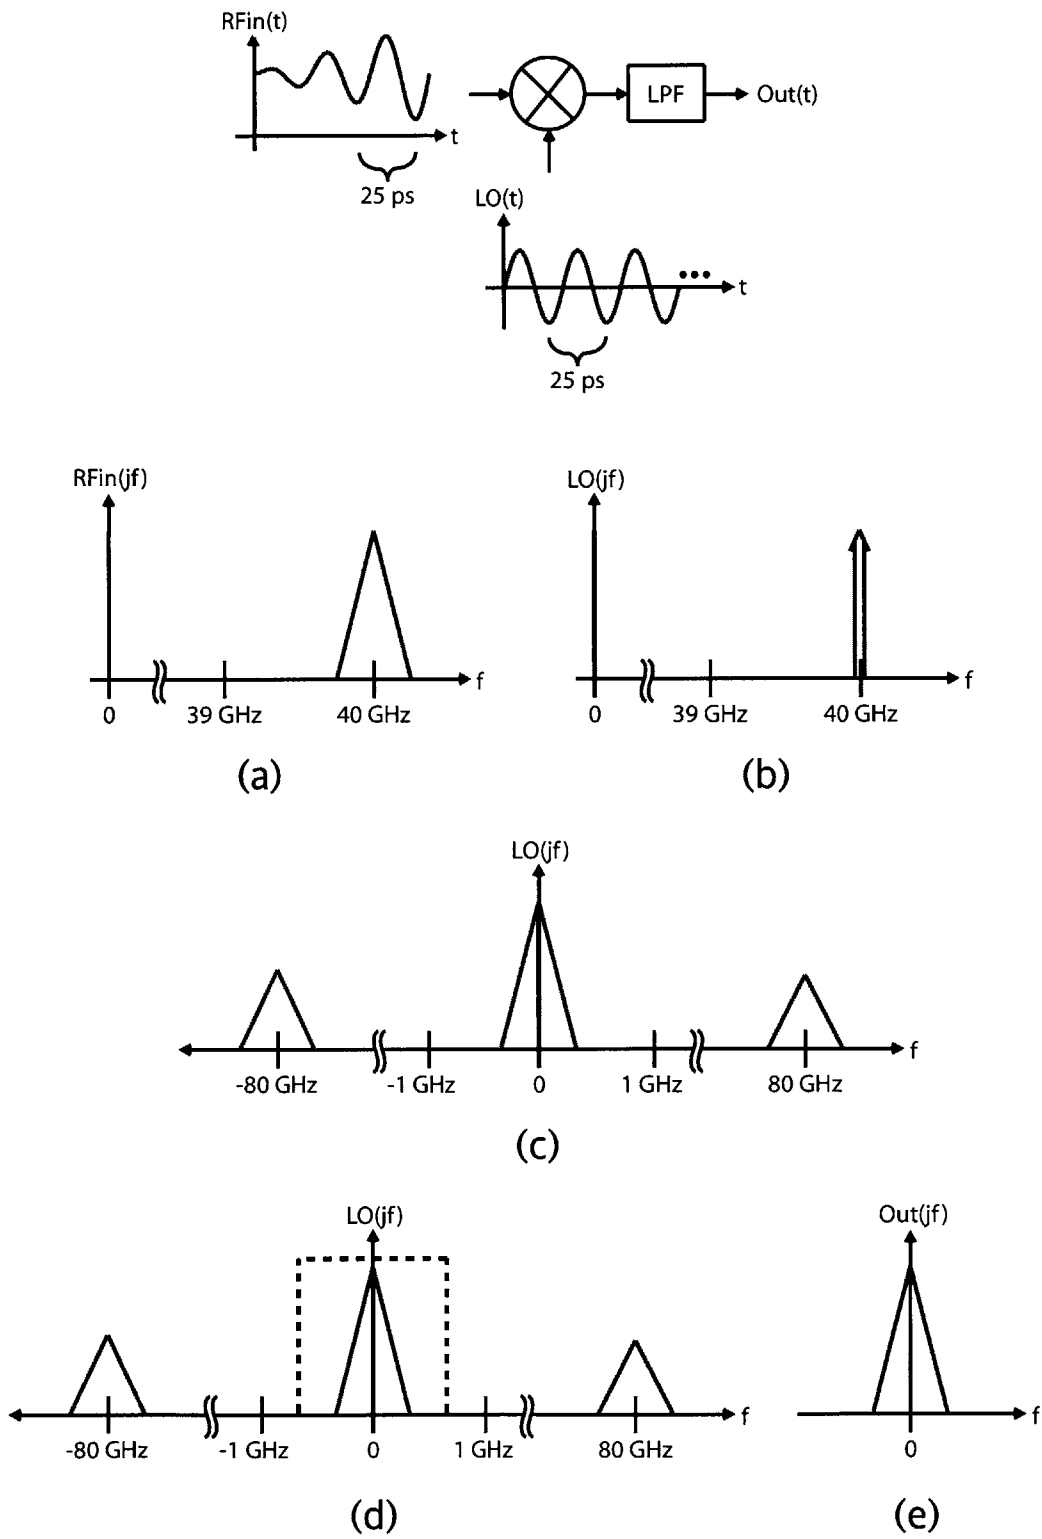 RFin(t)
t
25 ps
LPF
Out(t)
LO(t)
t
25 ps
RFin(jf)
f
0
39 GHz
40 GHz
(a)
LO(jf)
f
0
39 GHz
40 GHz
(b)
LO(jf)
f
-80 GHz
-1 GHz
0
1 GHz
80 GHz
(c)
LO(jf)
f
-80 GHz
-1 GHz
0
1 GHz
80 GHz
(d)
Out(jf)
f
0
(e)